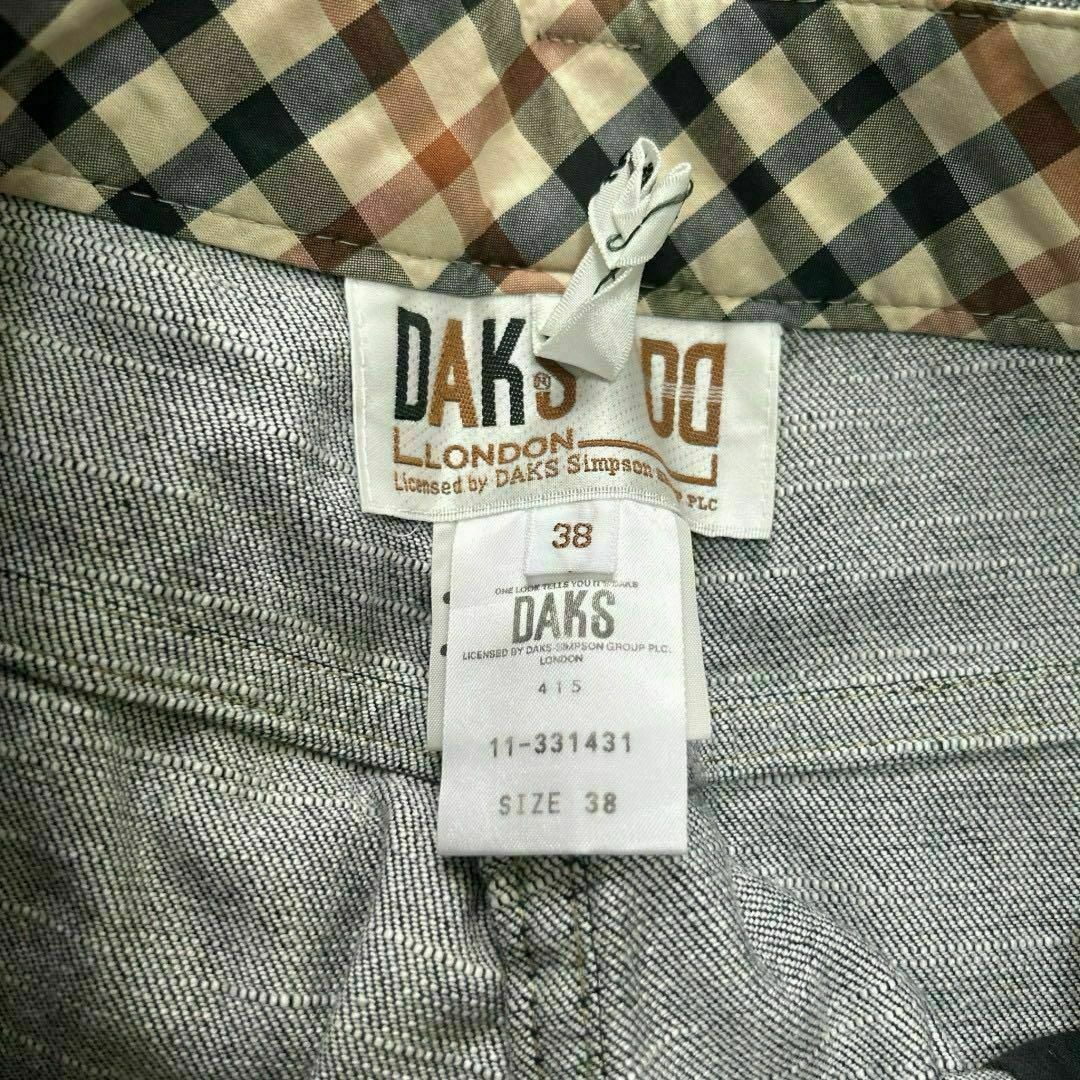 DAKS DD
LONDON
Licensed by DAKS Simpson PLC
38
ONE LOOK TELLS YOU IT'S DAKS
DAKS
LICENSED BY DAKS-SIMPSON GROUP PLC.
LONDON
415
11-331431
SIZE 38